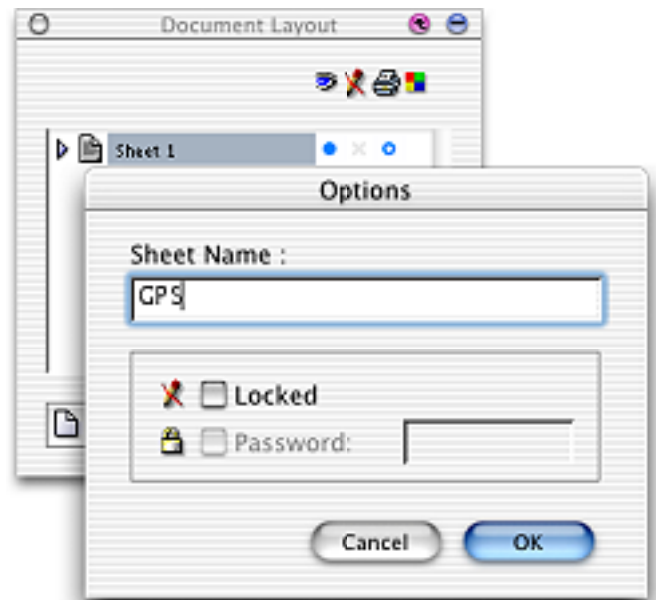 Document Layout
Sheet 1
Options
Sheet Name :
GPS
Locked
Password:
Cancel
OK